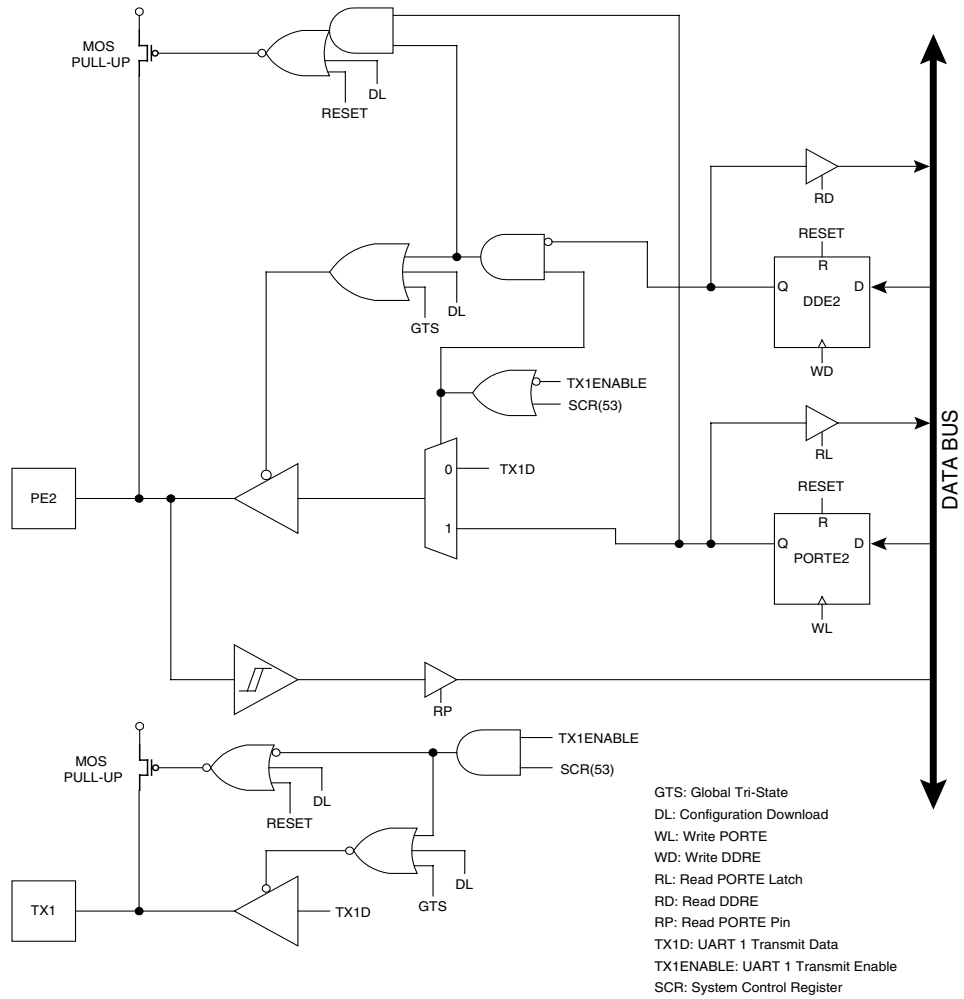 MOS
PULL-UP
DL
RESET
RD
RESET
R
Q
D
DDE2
WD
DL
GTS
TX1ENABLE
SCR(53)
RL
DATA BUS
0
TX1D
PE2
1
RESET
R
Q
D
PORTE2
WL
RP
MOS
PULL-UP
TX1ENABLE
SCR(53)
DL
RESET
DL
GTS
TX1
TX1D
GTS: Global Tri-State
DL: Configuration Download
WL: Write PORTE
WD: Write DDRE
RL: Read PORTE Latch
RD: Read DDRE
RP: Read PORTE Pin
TX1D: UART 1 Transmit Data
TX1ENABLE: UART 1 Transmit Enable
SCR: System Control Register